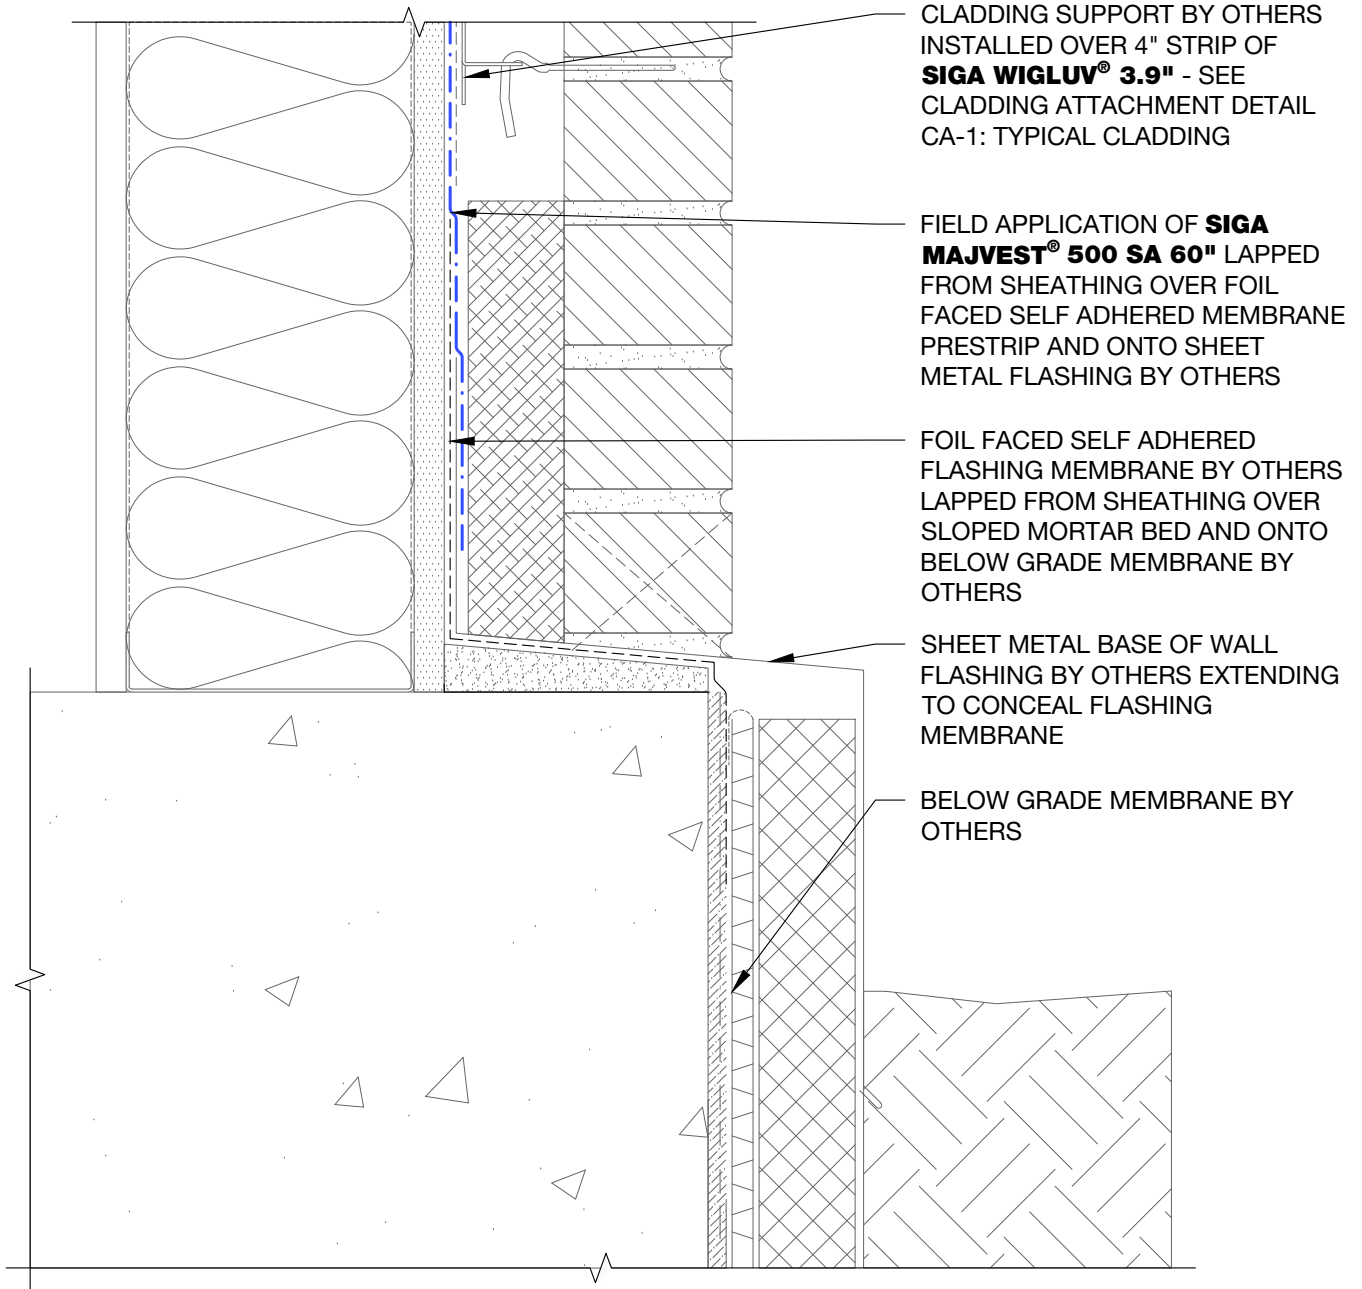 CLADDING SUPPORT BY OTHERS
INSTALLED OVER 4" STRIP OF
SIGA WIGLUV® 3.9" - SEE
CLADDING ATTACHMENT DETAIL
CA-1: TYPICAL CLADDING
FIELD APPLICATION OF SIGA
MAJVEST® 500 SA 60" LAPPED
FROM SHEATHING OVER FOIL
FACED SELF ADHERED MEMBRANE
PRESTRIP AND ONTO SHEET
METAL FLASHING BY OTHERS
FOIL FACED SELF ADHERED
FLASHING MEMBRANE BY OTHERS
LAPPED FROM SHEATHING OVER
SLOPED MORTAR BED AND ONTO
BELOW GRADE MEMBRANE BY
OTHERS
SHEET METAL BASE OF WALL
FLASHING BY OTHERS EXTENDING
TO CONCEAL FLASHING
MEMBRANE
BELOW GRADE MEMBRANE BY
OTHERS